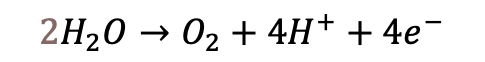 2H₂O → O₂ + 4H⁺ + 4e⁻